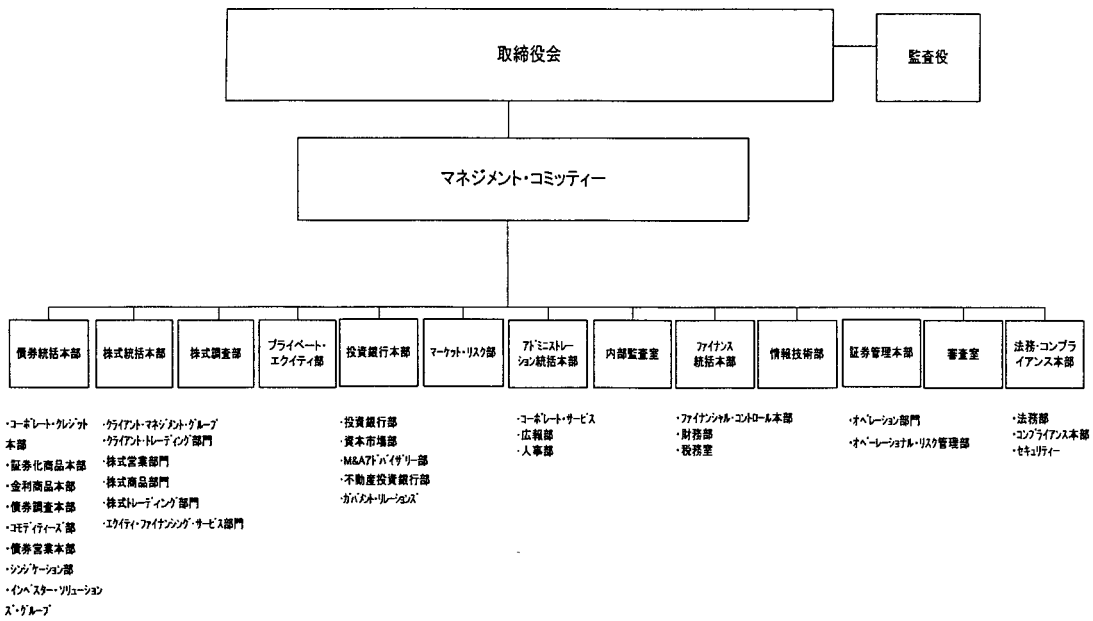 取締役会
監査役
マネジメント・コミッティー
債券統括本部
株式統括本部
株式調査部
プライベート・
エクイティ部
投資銀行本部
マーケット・リスク部
アドミニストレー
ション統括本部
内部監査室
ファイナンス
統括本部
情報技術部
証券管理本部
審査室
法務・コンプラ
イアンス本部
・コーポレート・クレジット
本部
・証券化商品本部
・金利商品本部
・債券調査本部
・コモディティーズ部
・債券営業本部
・シンジケーション部
・インベスター・ソリューション
ズ・グループ
・クライアント・マネジメント・グループ
・クライアント・トレーディング部門
・株式営業部門
・株式商品部門
・株式トレーディング部門
・エクイティ・ファイナンシング・サービス部門
・投資銀行部
・資本市場部
・M&Aアドバイザリー部
・不動産投資銀行部
・ガバメント・リレーションズ
・コーポレート・サービス
・広報部
・人事部
・ファイナンシャル・コントロール本部
・財務部
・税務室
・オペレーション部門
・オペレーショナル・リスク管理部
・法務部
・コンプライアンス本部
・セキュリティー